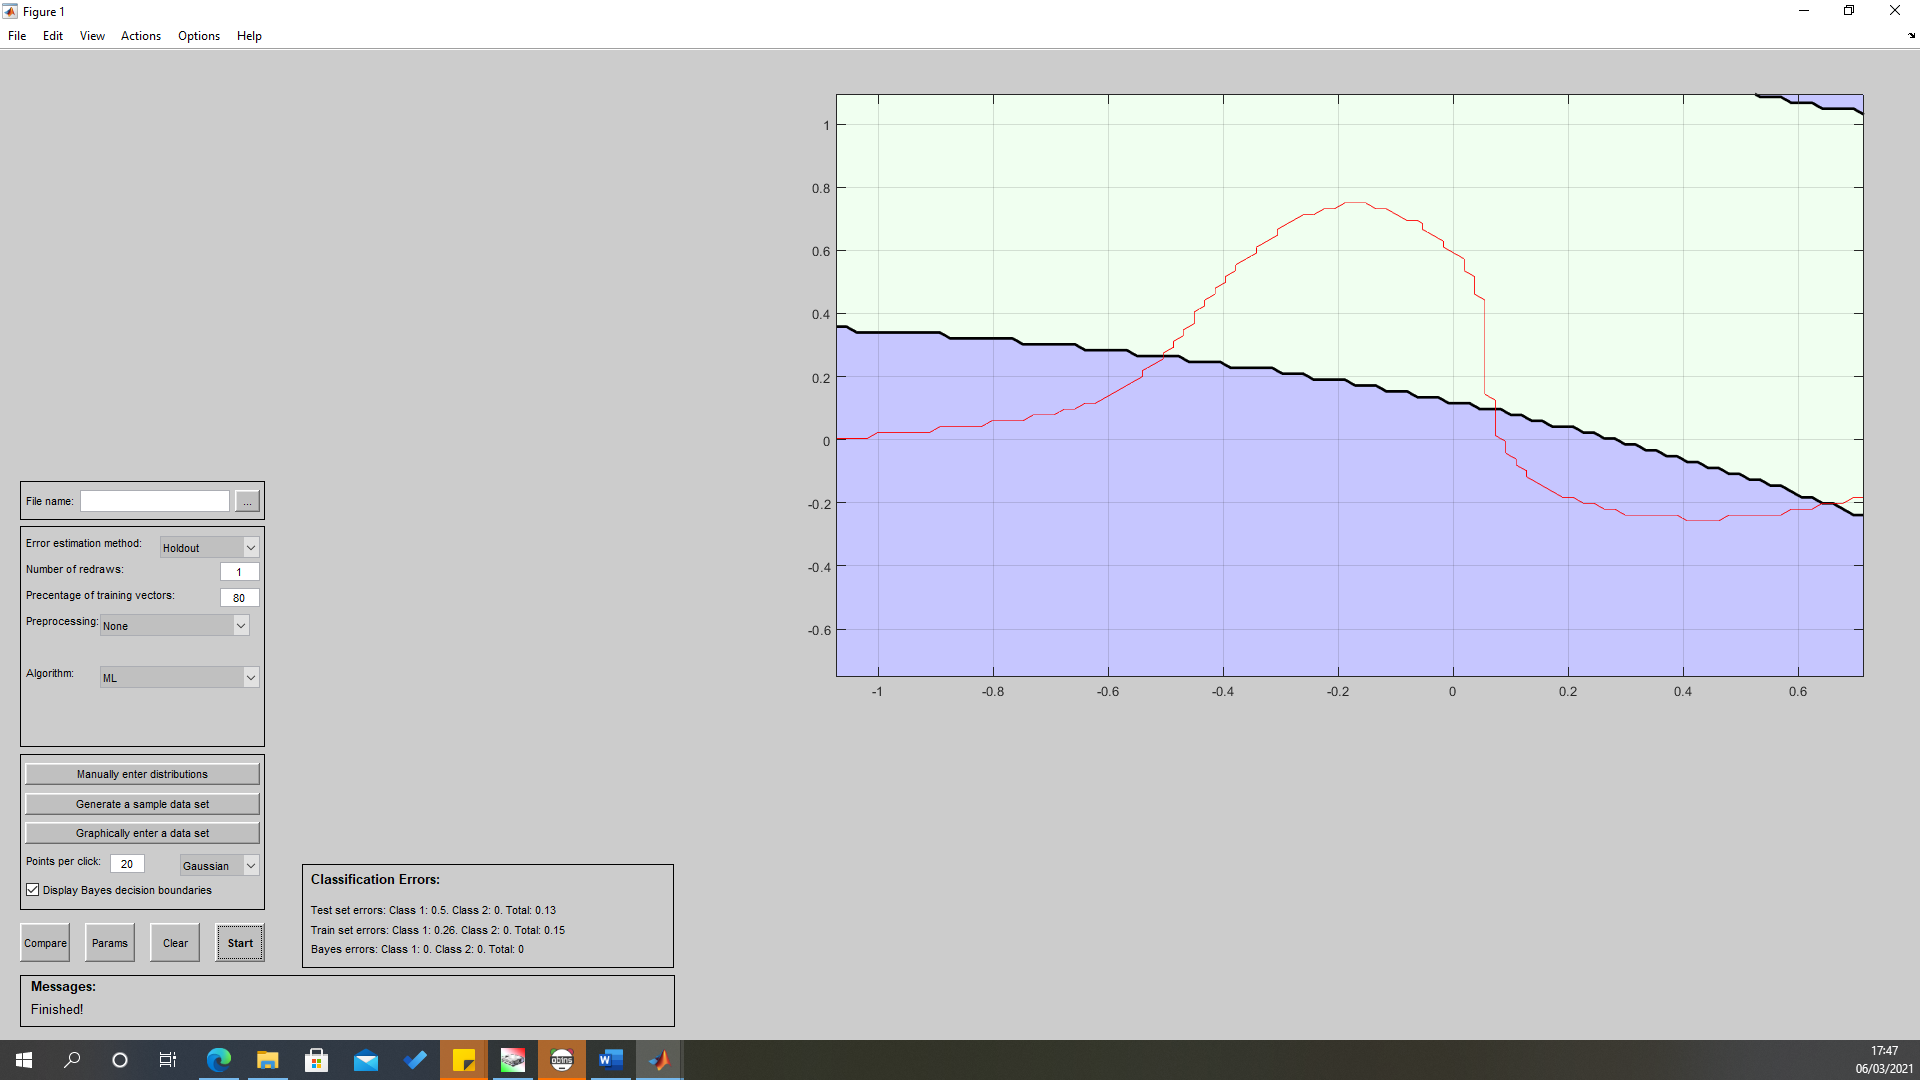 Figure 1
File Edit View Actions Options Help
1
0.8
0.6
0.4
0.2
0
-0.2
-0.4
-0.6
-1 -0.8 -0.6 -0.4 -0.2 0 0.2 0.4 0.6
File name: ...
Error estimation method: Holdout
Number of redraws: 1
Precentage of training vectors: 80
Preprocessing: None
Algorithm: ML
Manually enter distributions
Generate a sample data set
Graphically enter a data set
Points per click: 20 Gaussian
Display Bayes decision boundaries
Compare Params Clear Start
Classification Errors:
Test set errors: Class 1: 0.5. Class 2: 0. Total: 0.13
Train set errors: Class 1: 0.26. Class 2: 0. Total: 0.15
Bayes errors: Class 1: 0. Class 2: 0. Total: 0
Messages:
Finished!
17:47
06/03/2021